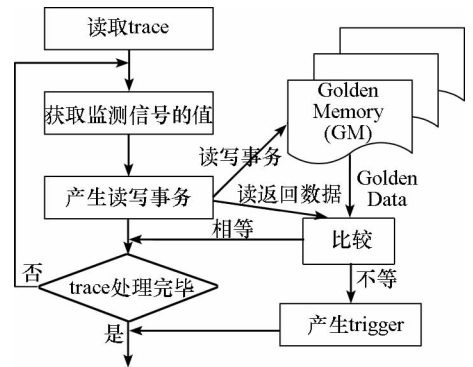 读取trace
获取监测信号的值
产生读写事务
Golden
Memory
(GM)
读写事务
Golden
Data
读返回数据
相等
比较
否
trace处理完毕
不等
是
产生trigger